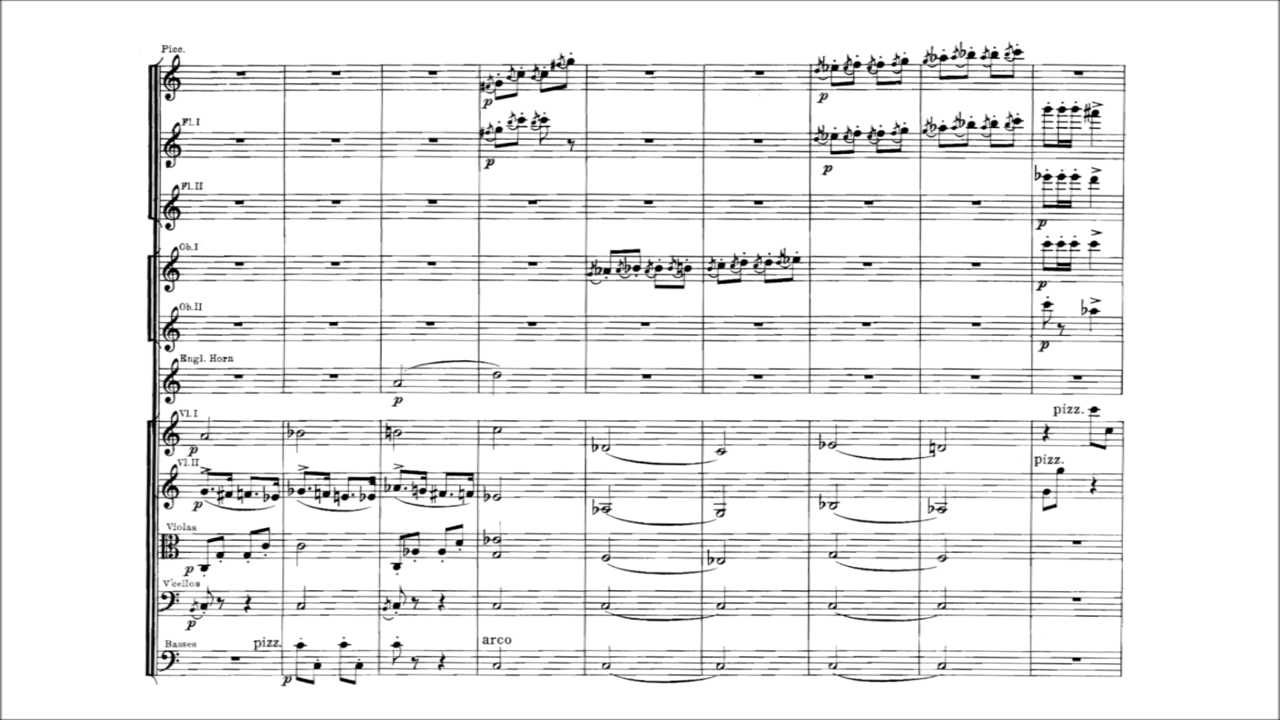 Picc.
p
Fl. I
p
p
Fl. II
p
Ob. I
p
Ob. II
p
Engl. Horn
p
Vl. I
p
pizz.
Vl. II
p
pizz.
Violas
p
V'cellos
p
Basses
pizz.
p
arco
p